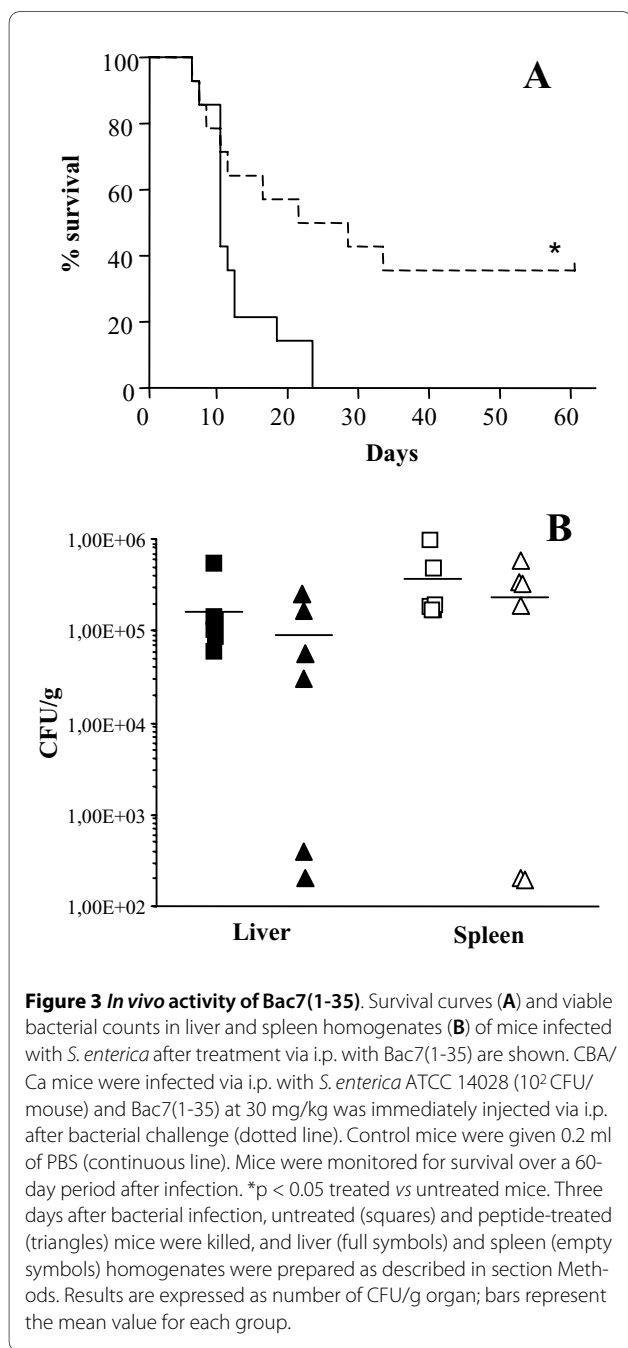 A
100
80
60
40
20
0
% survival
*
0 10 20 30 40 50 60
Days
B
1,00E+06
1,00E+05
1,00E+04
1,00E+03
1,00E+02
CFU/g
Liver Spleen
Figure 3 In vivo activity of Bac7(1-35). Survival curves (A) and viable
bacterial counts in liver and spleen homogenates (B) of mice infected
with S. enterica after treatment via i.p. with Bac7(1-35) are shown. CBA/
Ca mice were infected via i.p. with S. enterica ATCC 14028 (10² CFU/
mouse) and Bac7(1-35) at 30 mg/kg was immediately injected via i.p.
after bacterial challenge (dotted line). Control mice were given 0.2 ml
of PBS (continuous line). Mice were monitored for survival over a 60-
day period after infection. *p < 0.05 treated vs untreated mice. Three
days after bacterial infection, untreated (squares) and peptide-treated
(triangles) mice were killed, and liver (full symbols) and spleen (empty
symbols) homogenates were prepared as described in section Meth-
ods. Results are expressed as number of CFU/g organ; bars represent
the mean value for each group.